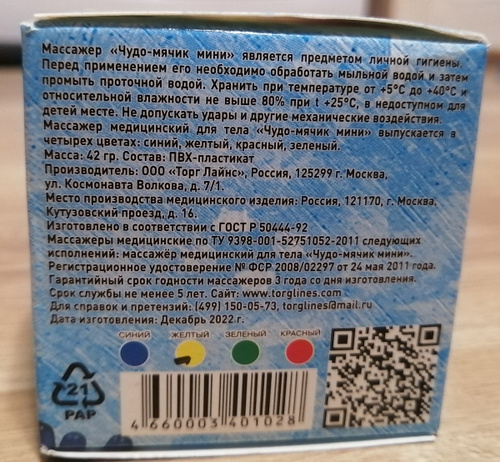 Массажер «Чудо-мячик мини» является предметом личной гигиены.
Перед применением его необходимо обработать мыльной водой и затем
промыть проточной водой. Хранить при температуре от +5°C до +40°C и
относительной влажности не выше 80% при t +25°C, в недоступном для
детей месте. Не допускать удары и другие механические воздействия.
Массажер медицинский для тела «Чудо-мячик мини» выпускается в
четырех цветах: синий, желтый, красный, зеленый.
Масса: 42 гр. Состав: ПВХ-пластикат
Производитель: ООО «Торг Лайнс», Россия, 125299 г. Москва,
ул. Космонавта Волкова, д. 7/1.
Место производства медицинского изделия: Россия, 121170, г. Москва,
Кутузовский проезд, д. 16.
Изготовлено в соответствии с ГОСТ Р 50444-92
Массажеры медицинские по ТУ 9398-001-52751052-2011 следующих
исполнений: массажёр медицинский для тела «Чудо-мячик мини».
Регистрационное удостоверение № ФСР 2008/02297 от 24 мая 2011 года.
Гарантийный срок годности массажеров 3 года со дня изготовления.
Срок службы не менее 5 лет. Сайт: www.torglines.com
Для справок и претензий: (499) 150-05-73, torglines@mail.ru
Дата изготовления: Декабрь 2022 г.
СИНИЙ ЖЕЛТЫЙ ЗЕЛЕНЫЙ КРАСНЫЙ
21
PAP
4 660003 401028